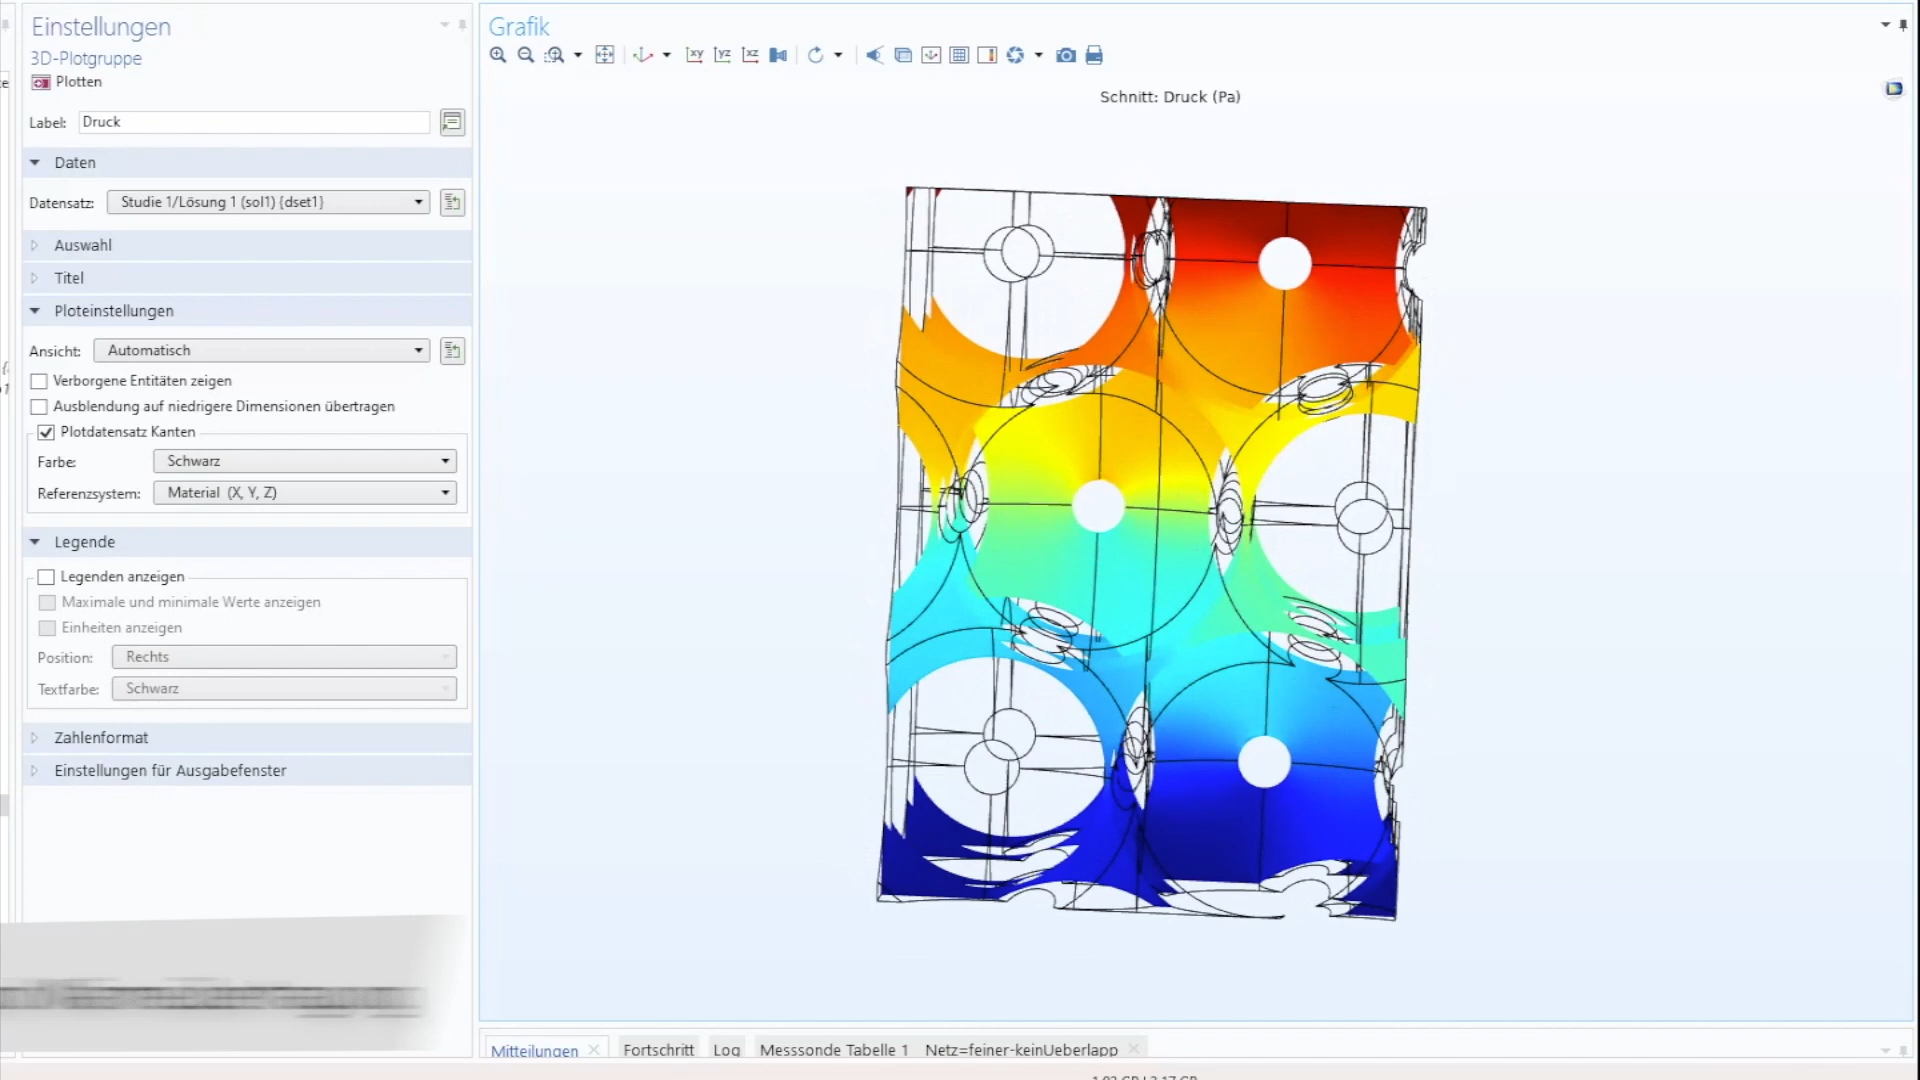 Einstellungen
3D-Plotgruppe
Plotten
Label: Druck
Daten
Datensatz: Studie 1/Lösung 1 (sol1) {dset1}
Auswahl
Titel
Ploteinstellungen
Ansicht: Automatisch
Verborgene Entitäten zeigen
Ausblendung auf niedrigere Dimensionen übertragen
Plotdatensatz Kanten
Farbe: Schwarz
Referenzsystem: Material (X, Y, Z)
Legende
Legenden anzeigen
Maximale und minimale Werte anzeigen
Einheiten anzeigen
Position: Rechts
Textfarbe: Schwarz
Zahlenformat
Einstellungen für Ausgabefenster
Grafik
xy yz xz
Schnitt: Druck (Pa)
Mitteilungen Fortschritt Log Messsonde Tabelle 1 Netz=feiner-keinUeberlapp